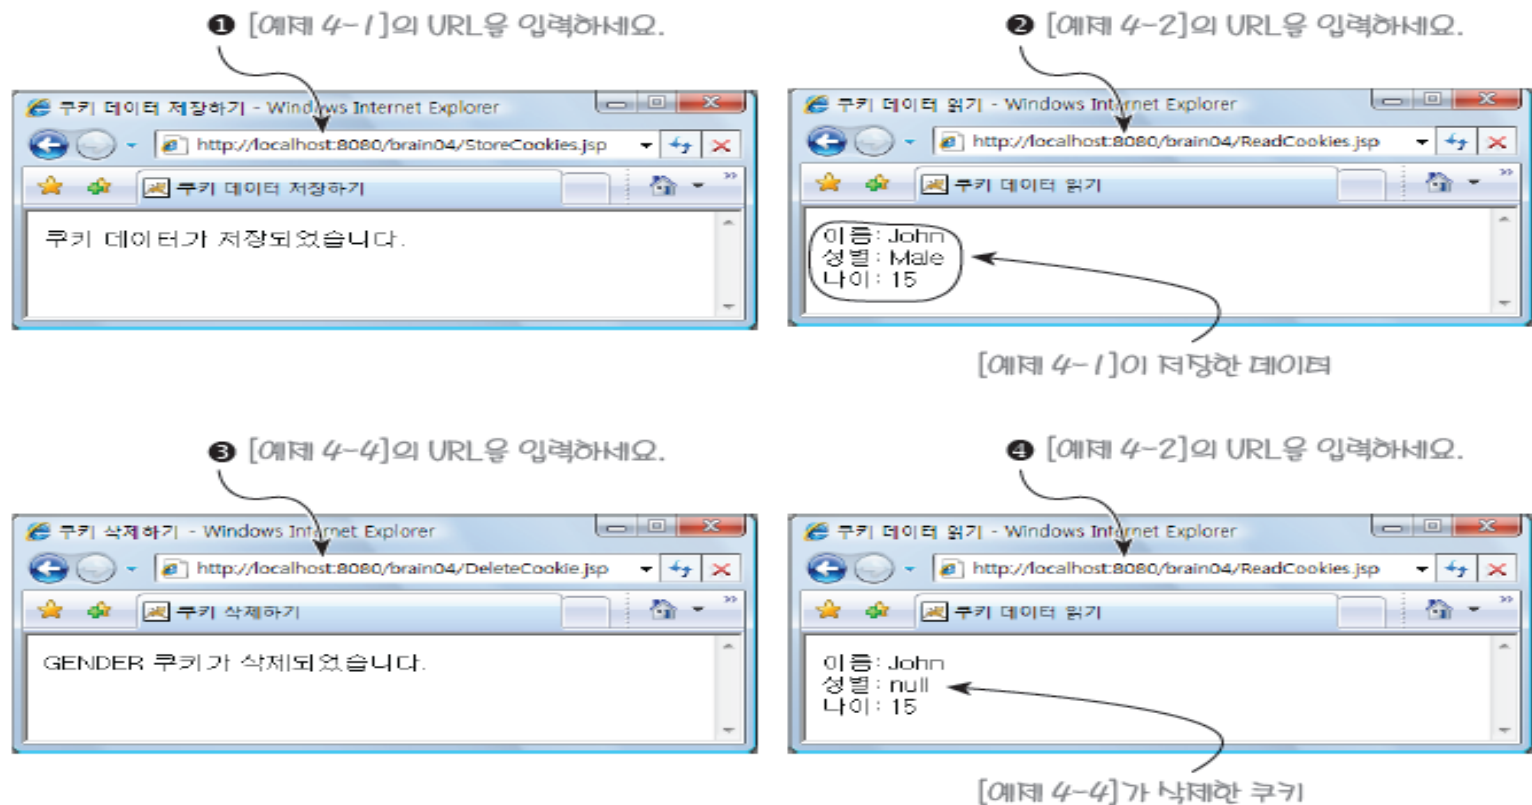 ❶ [예제 4-1]의 URL을 입력하세요.
쿠키 데이터 저장하기 - Windows Internet Explorer
http://localhost:8080/brain04/StoreCookies.jsp
쿠키 데이터 저장하기
쿠키 데이터가 저장되었습니다.
❷ [예제 4-2]의 URL을 입력하세요.
쿠키 데이터 읽기 - Windows Internet Explorer
http://localhost:8080/brain04/ReadCookies.jsp
쿠키 데이터 읽기
이름: John
성별: Male
나이: 15
[예제 4-1]이 저장한 데이터
❸ [예제 4-4]의 URL을 입력하세요.
쿠키 삭제하기 - Windows Internet Explorer
http://localhost:8080/brain04/DeleteCookie.jsp
쿠키 삭제하기
GENDER 쿠키가 삭제되었습니다.
❹ [예제 4-2]의 URL을 입력하세요.
쿠키 데이터 읽기 - Windows Internet Explorer
http://localhost:8080/brain04/ReadCookies.jsp
쿠키 데이터 읽기
이름: John
성별: null
나이: 15
[예제 4-4]가 삭제한 쿠키